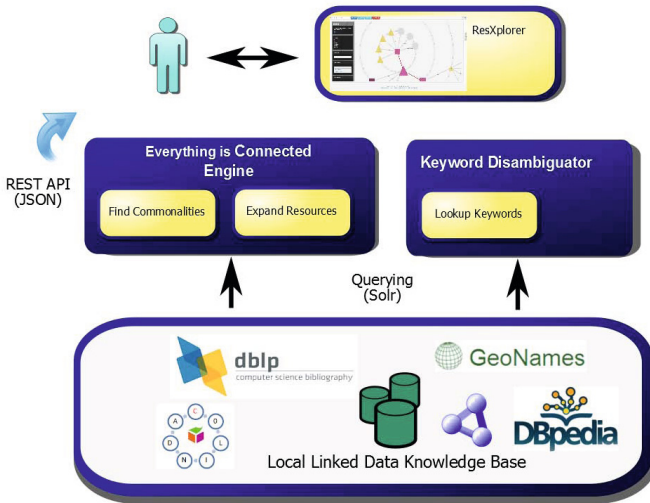 ResXplorer
REST API
(JSON)
Everything is Connected
Engine
Find Commonalities
Expand Resources
Keyword Disambiguator
Lookup Keywords
Querying
(Solr)
dblp
computer science bibliography
GeoNames
C O L I N D A
DBpedia
Local Linked Data Knowledge Base